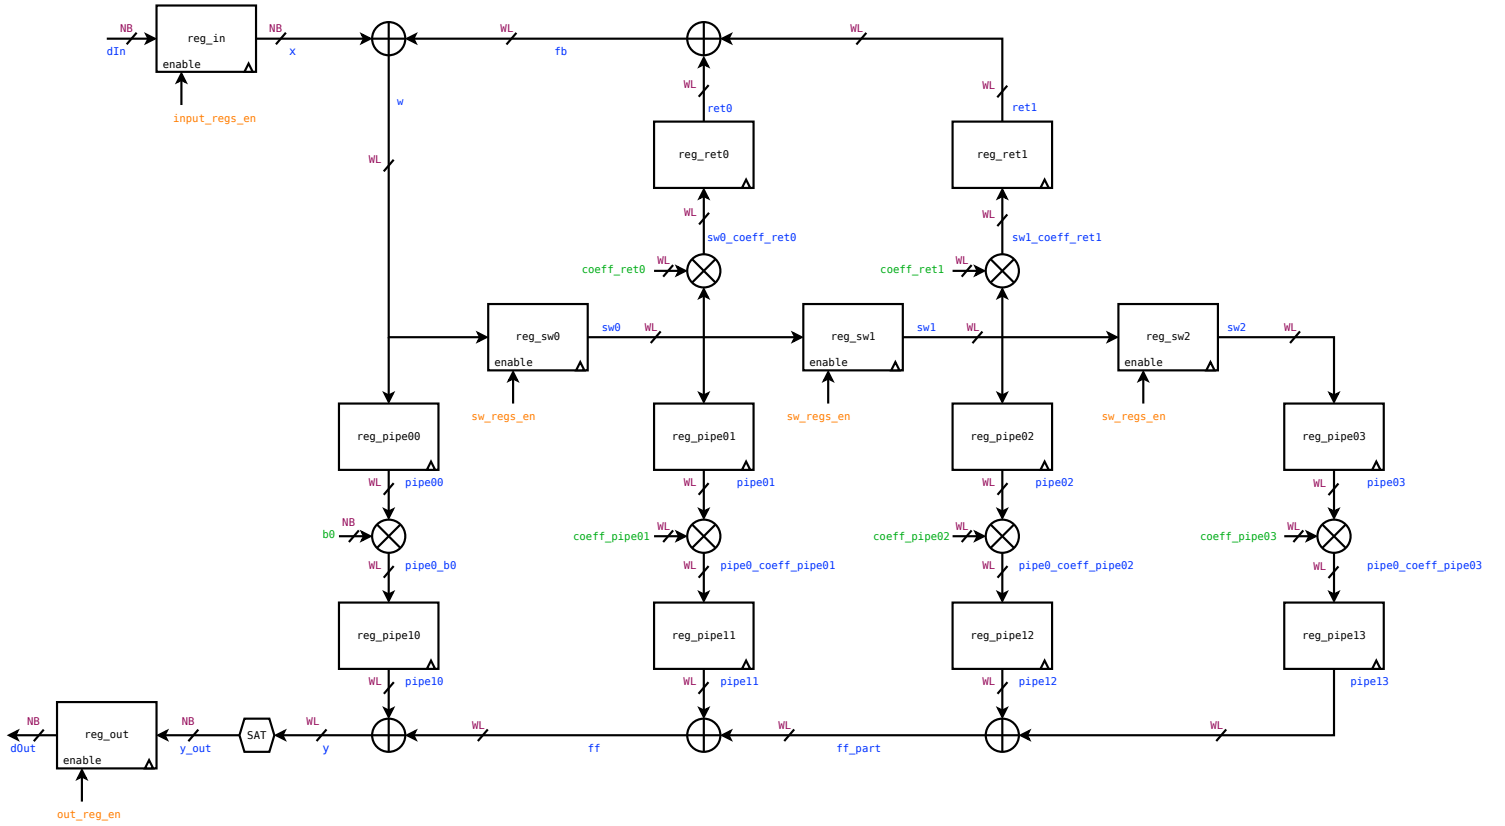 NB
NB
WL
WL
reg_in
dIn
x
fb
enable
input_regs_en
w
WL
WL
ret0
WL
ret1
reg_ret0
reg_ret1
WL
sw0_coeff_ret0
WL
sw1_coeff_ret1
coeff_ret0
WL
coeff_ret1
WL
sw0
WL
sw1
WL
sw2
WL
reg_sw0
reg_sw1
reg_sw2
enable
enable
enable
sw_regs_en
sw_regs_en
sw_regs_en
reg_pipe00
reg_pipe01
reg_pipe02
reg_pipe03
WL
pipe00
WL
pipe01
WL
pipe02
WL
pipe03
b0
NB
coeff_pipe01
WL
coeff_pipe02
WL
coeff_pipe03
WL
WL
pipe0_b0
WL
pipe0_coeff_pipe01
WL
pipe0_coeff_pipe02
WL
pipe0_coeff_pipe03
reg_pipe10
reg_pipe11
reg_pipe12
reg_pipe13
WL
pipe10
WL
pipe11
WL
pipe12
pipe13
NB
reg_out
NB
SAT
WL
WL
WL
WL
dOut
y_out
y
ff
ff_part
enable
out_reg_en